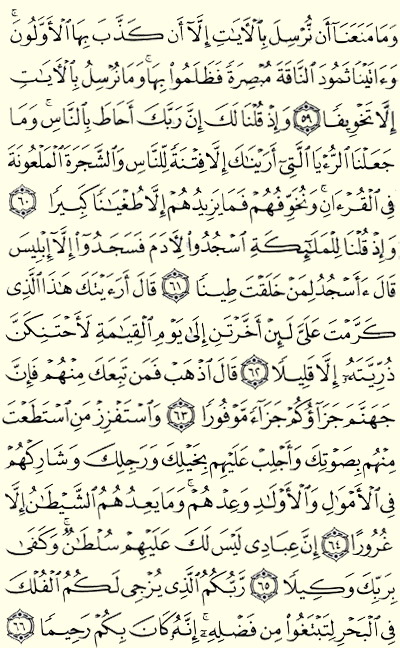 وَمَا مَنَعَنَآ أَن نُّرْسِلَ بِٱلْـَٔايَـٰتِ إِلَّآ أَن كَذَّبَ بِهَا ٱلْأَوَّلُونَ ۚ
وَءَاتَيْنَا ثَمُودَ ٱلنَّاقَةَ مُبْصِرَةً فَظَلَمُوا۟ بِهَا ۚ وَمَا نُرْسِلُ بِٱلْـَٔايَـٰتِ
إِلَّا تَخْوِيفًا ٥٩ وَإِذْ قُلْنَا لَكَ إِنَّ رَبَّكَ أَحَاطَ بِٱلنَّاسِ ۚ وَمَا
جَعَلْنَا ٱلرُّءْيَا ٱلَّتِىٓ أَرَيْنَـٰكَ إِلَّا فِتْنَةً لِّلنَّاسِ وَٱلشَّجَرَةَ ٱلْمَلْعُونَةَ
فِى ٱلْقُرْءَانِ ۚ وَنُخَوِّفُهُمْ فَمَا يَزِيدُهُمْ إِلَّا طُغْيَـٰنًا كَبِيرًا ٦٠
وَإِذْ قُلْنَا لِلْمَلَـٰٓئِكَةِ ٱسْجُدُوا۟ لِـَٔادَمَ فَسَجَدُوٓا۟ إِلَّآ إِبْلِيسَ
قَالَ ءَأَسْجُدُ لِمَنْ خَلَقْتَ طِينًا ٦١ قَالَ أَرَءَيْتَكَ هَـٰذَا ٱلَّذِى
كَرَّمْتَ عَلَىَّ لَئِنْ أَخَّرْتَنِ إِلَىٰ يَوْمِ ٱلْقِيَـٰمَةِ لَأَحْتَنِكَنَّ
ذُرِّيَّتَهُۥٓ إِلَّا قَلِيلًا ٦٢ قَالَ ٱذْهَبْ فَمَن تَبِعَكَ مِنْهُمْ فَإِنَّ
جَهَنَّمَ جَزَآؤُكُمْ جَزَآءً مَّوْفُورًا ٦٣ وَٱسْتَفْزِزْ مَنِ ٱسْتَطَعْتَ
مِنْهُم بِصَوْتِكَ وَأَجْلِبْ عَلَيْهِم بِخَيْلِكَ وَرَجِلِكَ وَشَارِكْهُمْ
فِى ٱلْأَمْوَٰلِ وَٱلْأَوْلَـٰدِ وَعِدْهُمْ ۚ وَمَا يَعِدُهُمُ ٱلشَّيْطَـٰنُ إِلَّا
غُرُورًا ٦٤ إِنَّ عِبَادِى لَيْسَ لَكَ عَلَيْهِمْ سُلْطَـٰنٌ ۚ وَكَفَىٰ
بِرَبِّكَ وَكِيلًا ٦٥ رَّبُّكُمُ ٱلَّذِى يُزْجِى لَكُمُ ٱلْفُلْكَ
فِى ٱلْبَحْرِ لِتَبْتَغُوا۟ مِن فَضْلِهِۦٓ ۚ إِنَّهُۥ كَانَ بِكُمْ رَحِيمًا ٦٦